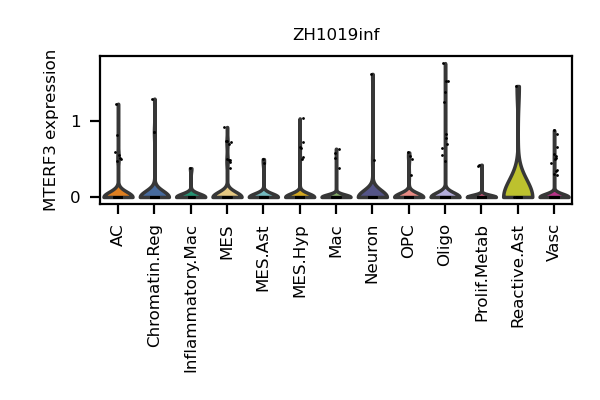 ZH1019inf
MTERF3 expression
1
0
AC
Chromatin.Reg
Inflammatory.Mac
MES
MES.Ast
MES.Hyp
Mac
Neuron
OPC
Oligo
Prolif.Metab
Reactive.Ast
Vasc